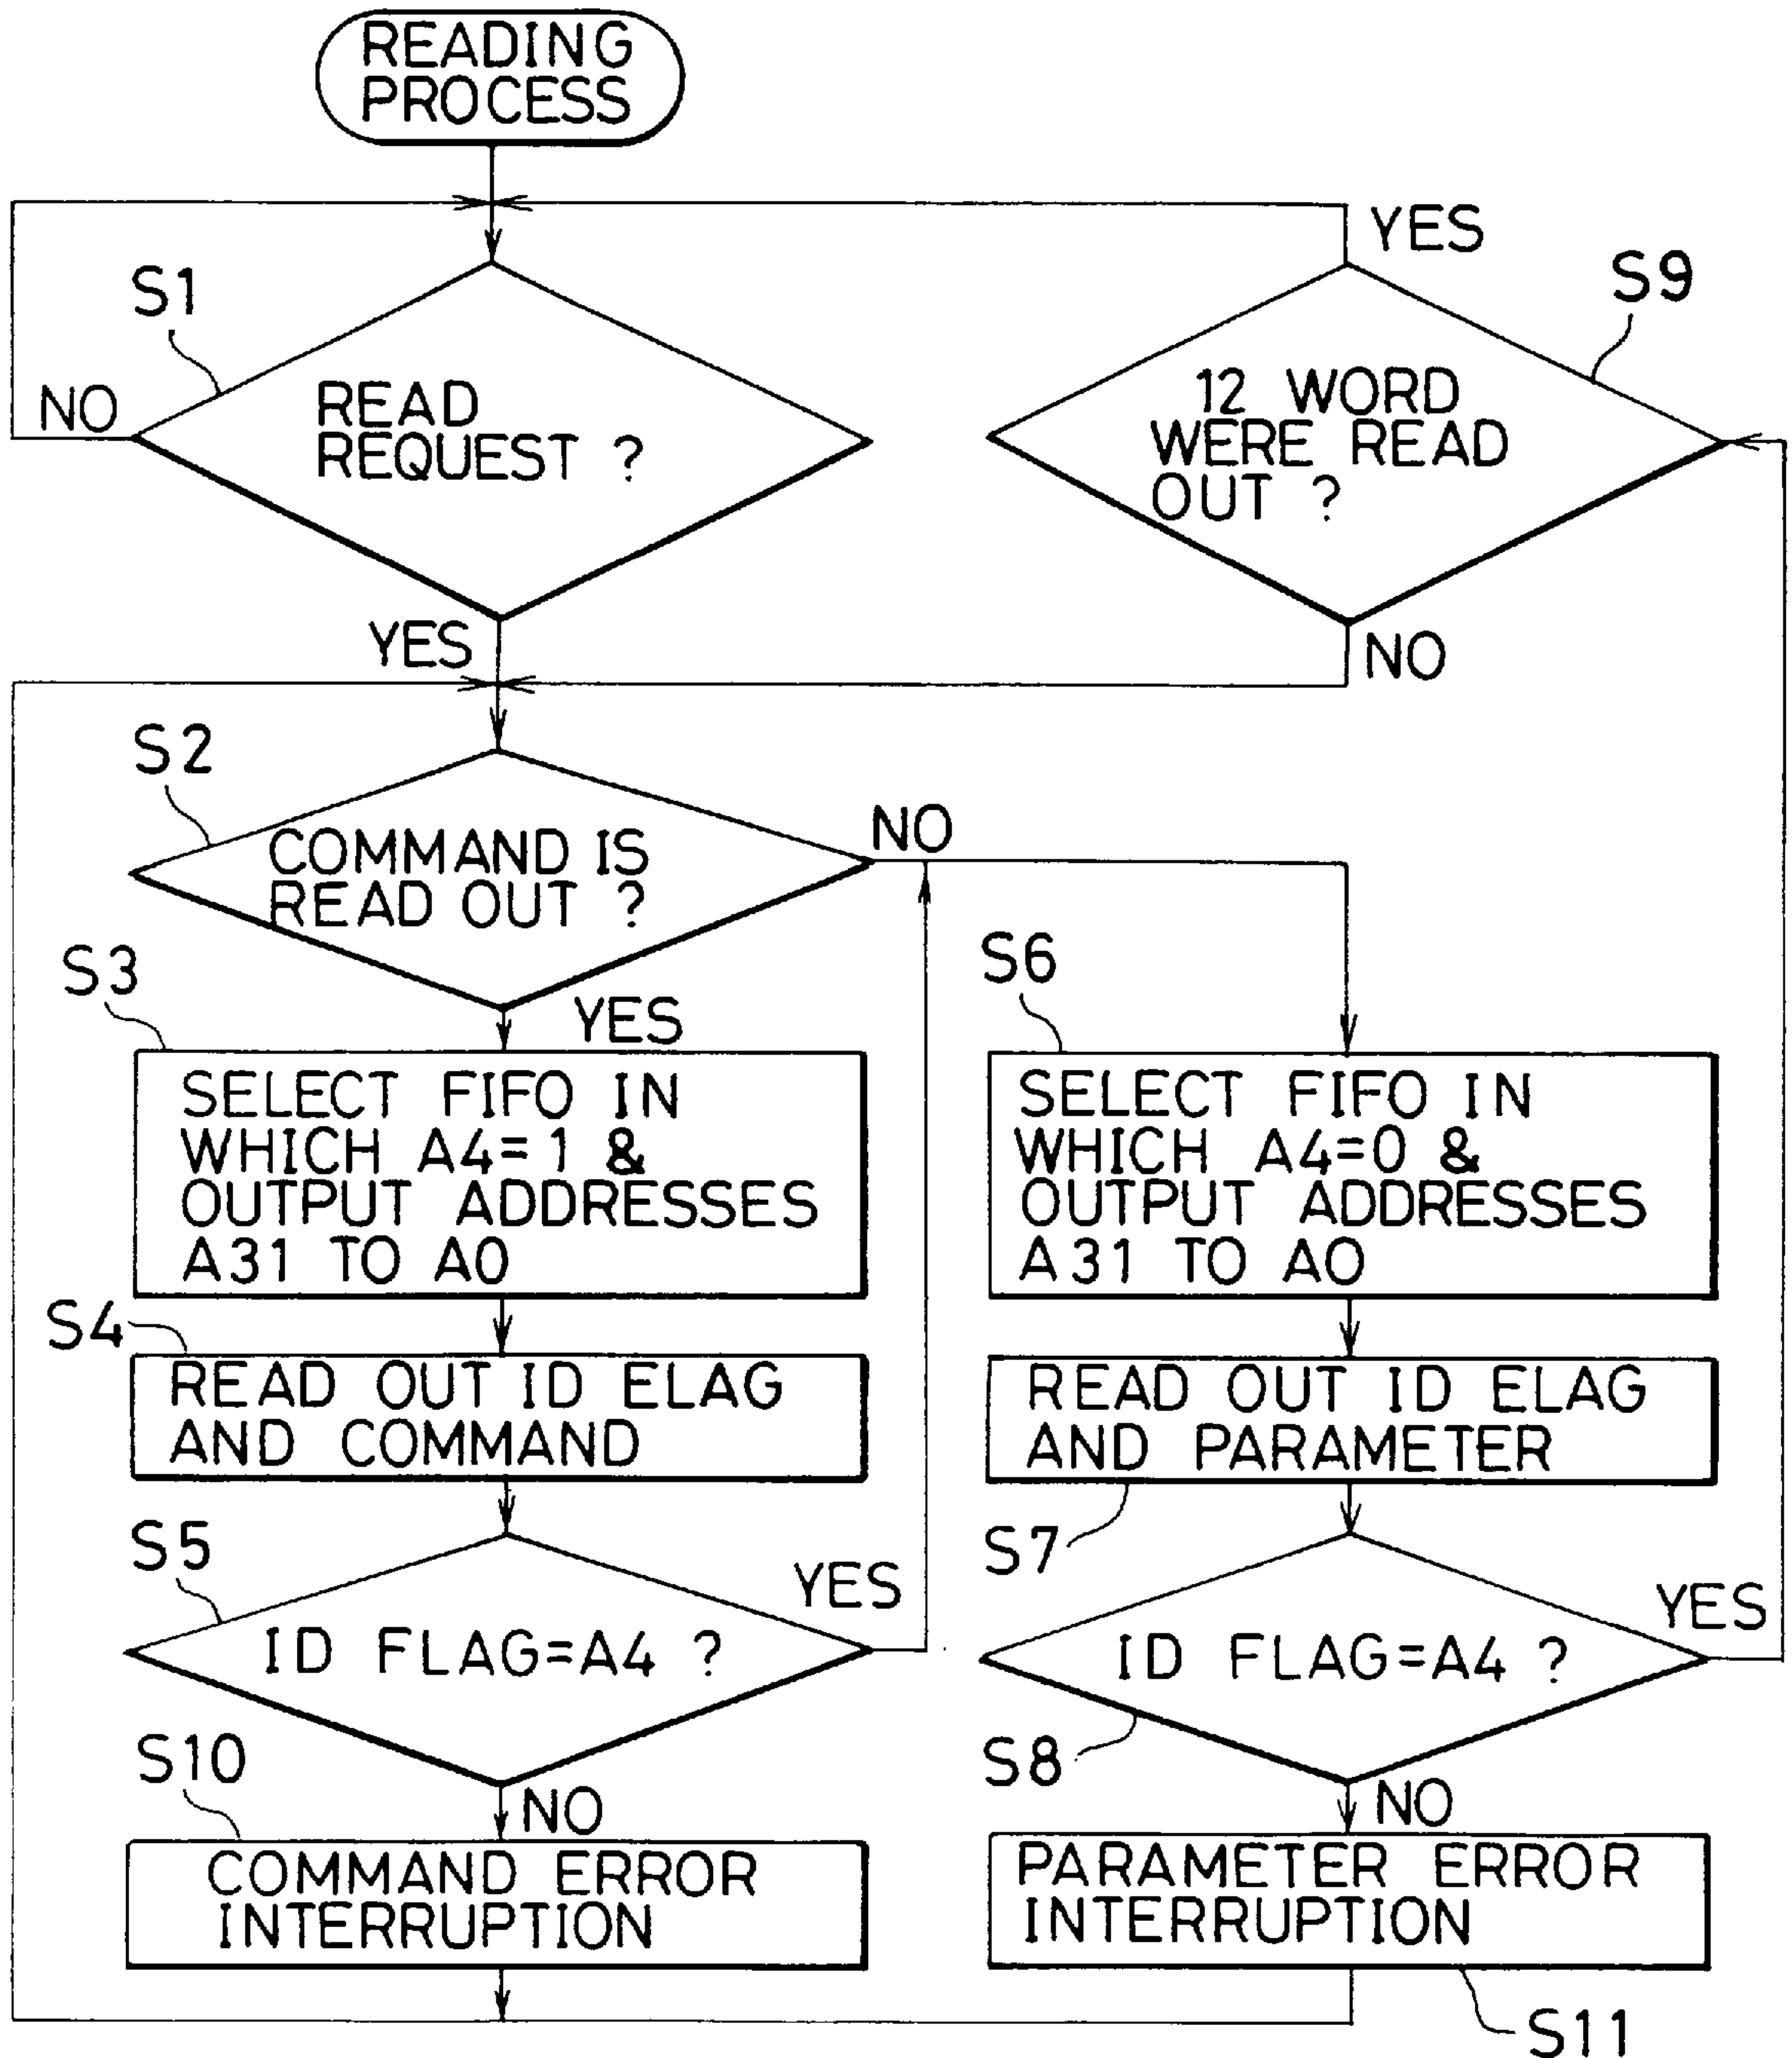 READING
PROCESS
YES
S1
S9
NO
READ
REQUEST ?
12 WORD
WERE READ
OUT ?
YES
NO
S2
NO
COMMAND IS
READ OUT ?
S3
YES
S6
SELECT FIFO IN
WHICH A4=1 &
OUTPUT ADDRESSES
A31 TO A0
SELECT FIFO IN
WHICH A4=0 &
OUTPUT ADDRESSES
A31 TO A0
S4
READ OUT ID ELAG
AND COMMAND
READ OUT ID ELAG
AND PARAMETER
S5
YES
S7
YES
ID FLAG=A4 ?
ID FLAG=A4 ?
S10
NO
S8
NO
COMMAND ERROR
INTERRUPTION
PARAMETER ERROR
INTERRUPTION
S11